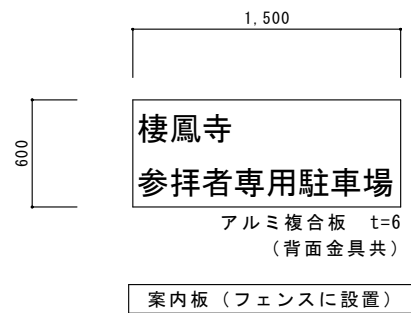 1,500
600
棲鳳寺
参拝者専用駐車場
アルミ複合板 t=6
（背面金具共）
案内板（フェンスに設置）